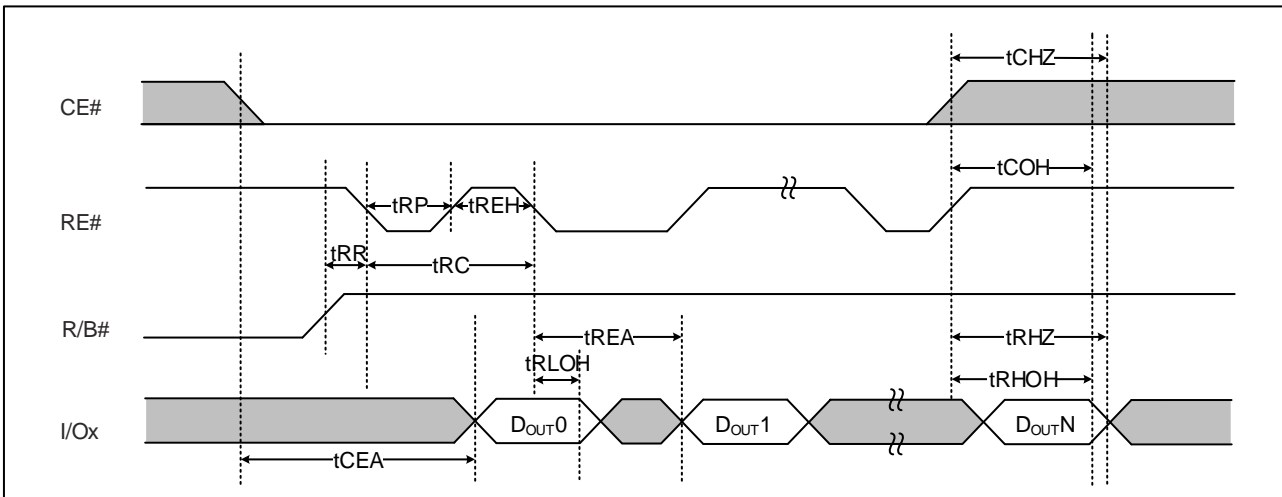 tCHZ
CE#
tCOH
RE#
tRP
tREH
tRR
tRC
R/B#
tREA
tRHZ
tRLOH
tRHOH
I/Ox
DOUT0
DOUT1
DOUTN
tCEA